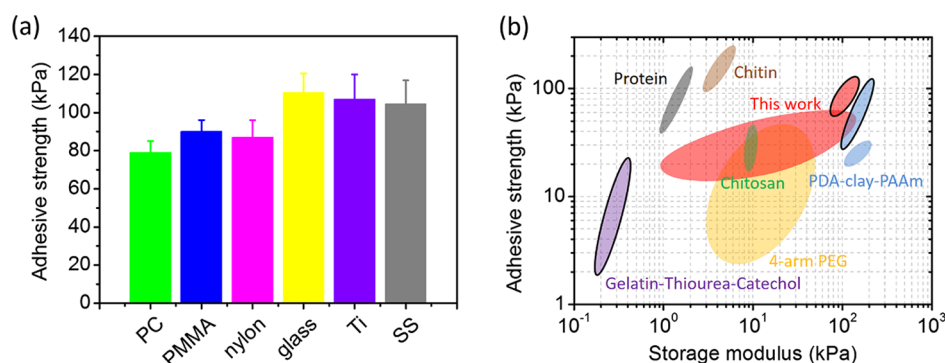 (a)
Adhesive strength (kPa)
140
120
100
80
60
40
20
0
PC
PMMA
nylon
glass
Ti
SS
(b)
Adhesive strength (kPa)
100
10
1
Protein
Chitin
This work
Chitosan
PDA-clay-PAAm
4-arm PEG
Gelatin-Thiourea-Catechol
10⁻¹ 10⁰ 10¹ 10² 10³
Storage modulus (kPa)